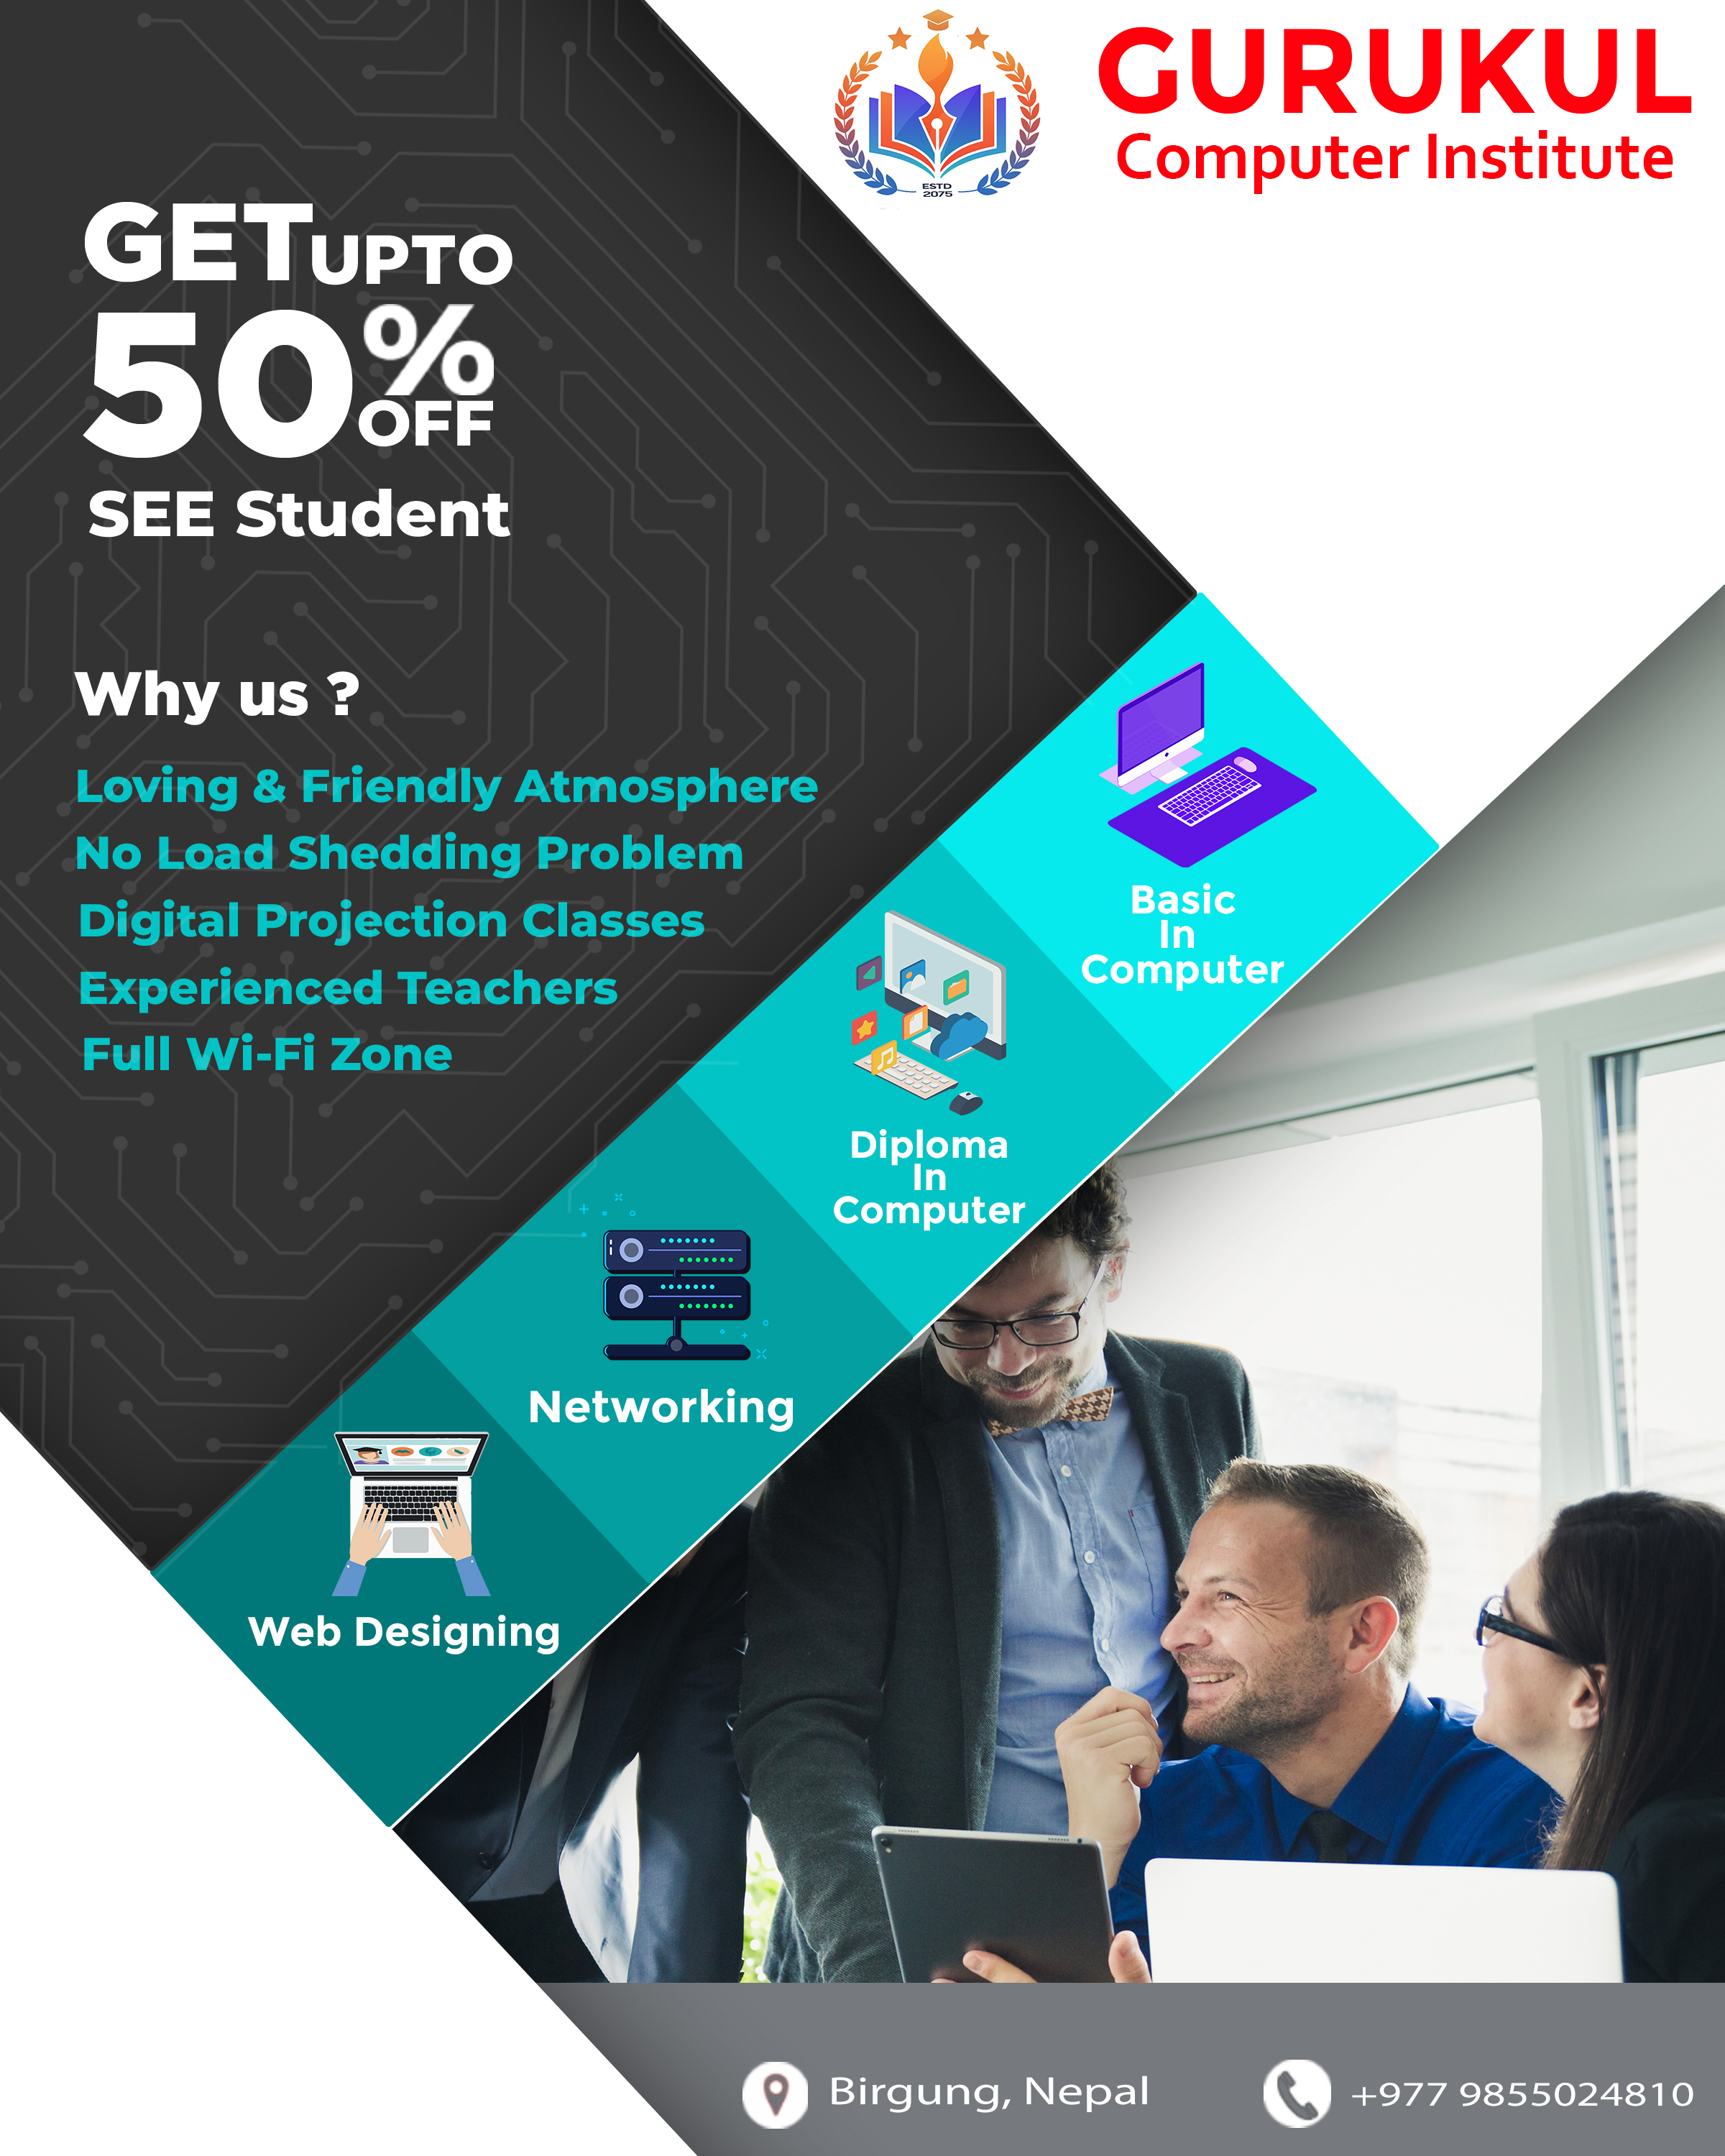 ESTD
2075
GURUKUL
Computer Institute
GET UPTO
50%
OFF
SEE Student
Why us ?
Loving & Friendly Atmosphere
No Load Shedding Problem
Digital Projection Classes
Experienced Teachers
Full Wi-Fi Zone
Basic
In
Computer
Diploma
In
Computer
Networking
Web Designing
Birgung, Nepal
+977 9855024810